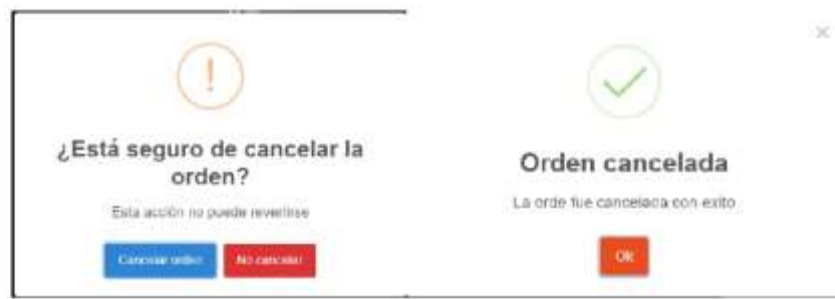 ¿Está seguro de cancelar la
orden?
Esta acción no puede revertirse
Cancelar orden
No cancelar
Orden cancelada
La orde fue cancelada con exito
OK